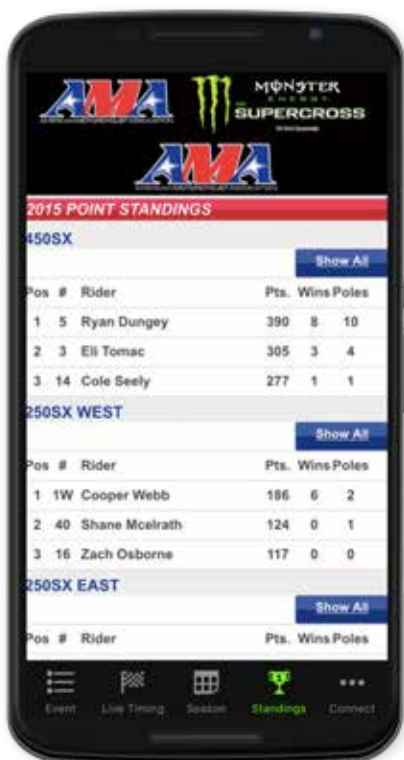 AMA
MONSTER
ENERGY
SUPERCROSS
AMA
2015 POINT STANDINGS
450SX
Show All
Pos # Rider Pts. Wins Poles
1 5 Ryan Dungey 390 8 10
2 3 Eli Tomac 305 3 4
3 14 Cole Seely 277 1 1
250SX WEST
Show All
Pos # Rider Pts. Wins Poles
1 1W Cooper Webb 186 6 2
2 40 Shane Mcelrath 124 0 1
3 16 Zach Osborne 117 0 0
250SX EAST
Show All
Pos # Rider Pts. Wins Poles
Event Live Timing Season Standings Connect